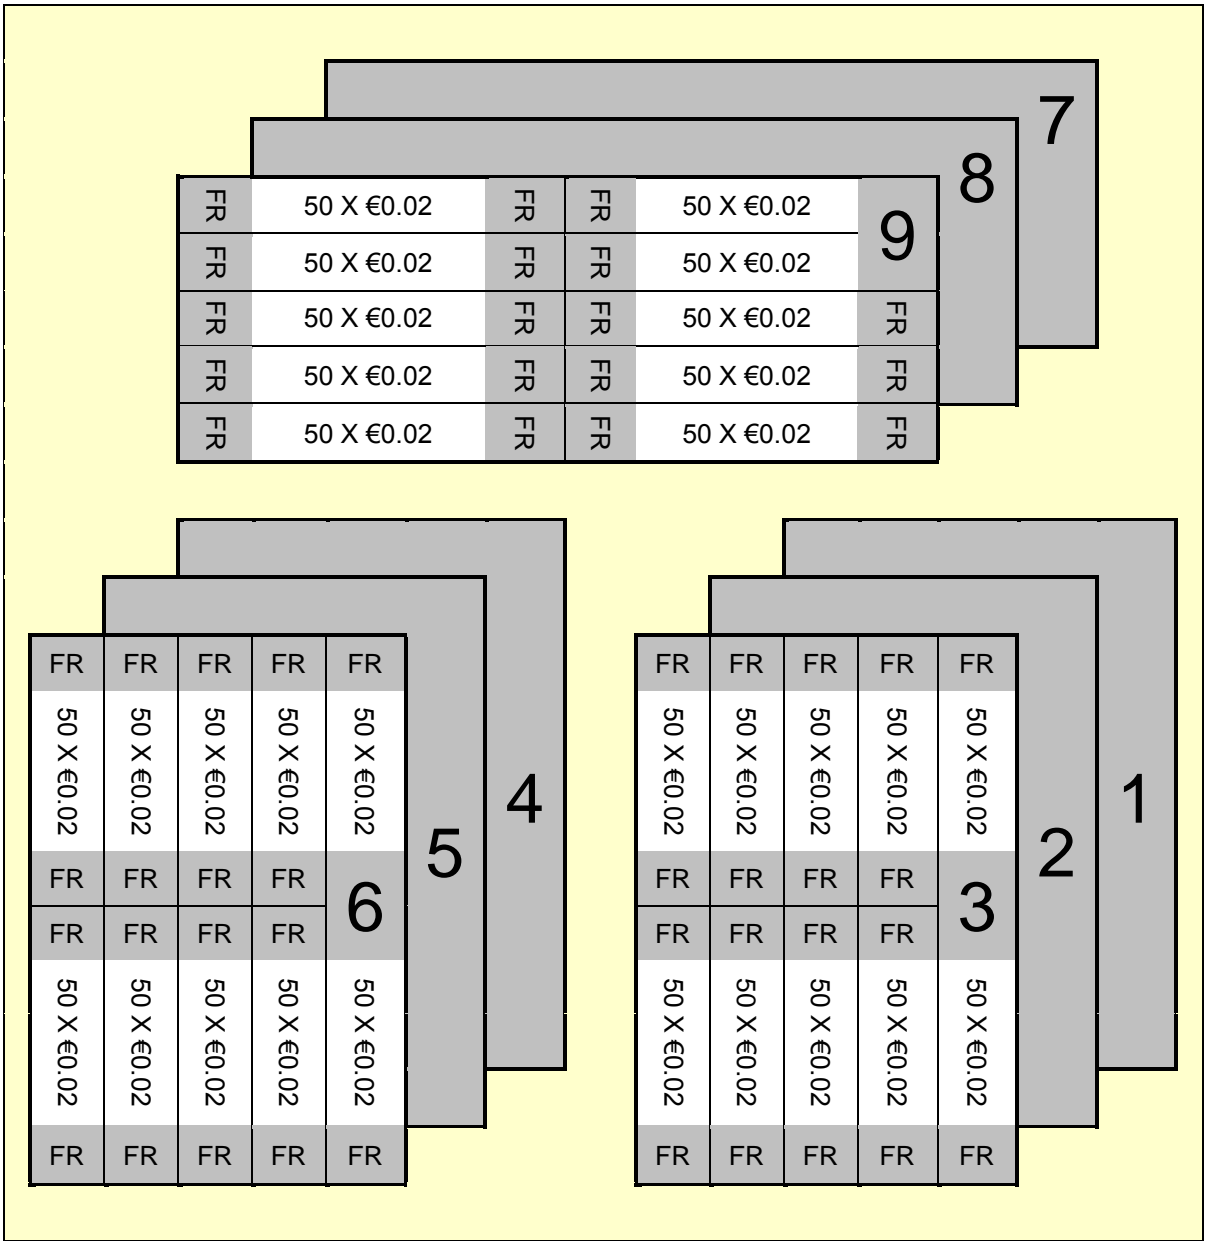 7
8
FR 50 X €0.02 FR FR 50 X €0.02 9
FR 50 X €0.02 FR FR 50 X €0.02
FR 50 X €0.02 FR FR 50 X €0.02 FR
FR 50 X €0.02 FR FR 50 X €0.02 FR
FR 50 X €0.02 FR FR 50 X €0.02 FR
FR FR FR FR FR
50 X €0.02 50 X €0.02 50 X €0.02 50 X €0.02 50 X €0.02
4
5
FR FR FR FR 6
FR FR FR FR
50 X €0.02 50 X €0.02 50 X €0.02 50 X €0.02 50 X €0.02
FR FR FR FR FR
FR FR FR FR FR
50 X €0.02 50 X €0.02 50 X €0.02 50 X €0.02 50 X €0.02
1
2
FR FR FR FR 3
FR FR FR FR
50 X €0.02 50 X €0.02 50 X €0.02 50 X €0.02 50 X €0.02
FR FR FR FR FR